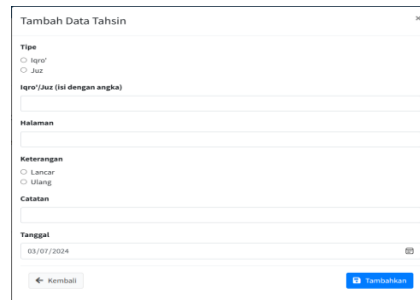 Tambah Data Tahsin
Tipe
Iqro'
Juz
Iqro'/Juz (isi dengan angka)
Halaman
Keterangan
Lancar
Ulang
Catatan
Tanggal
03/07/2024
Kembali
Tambahkan